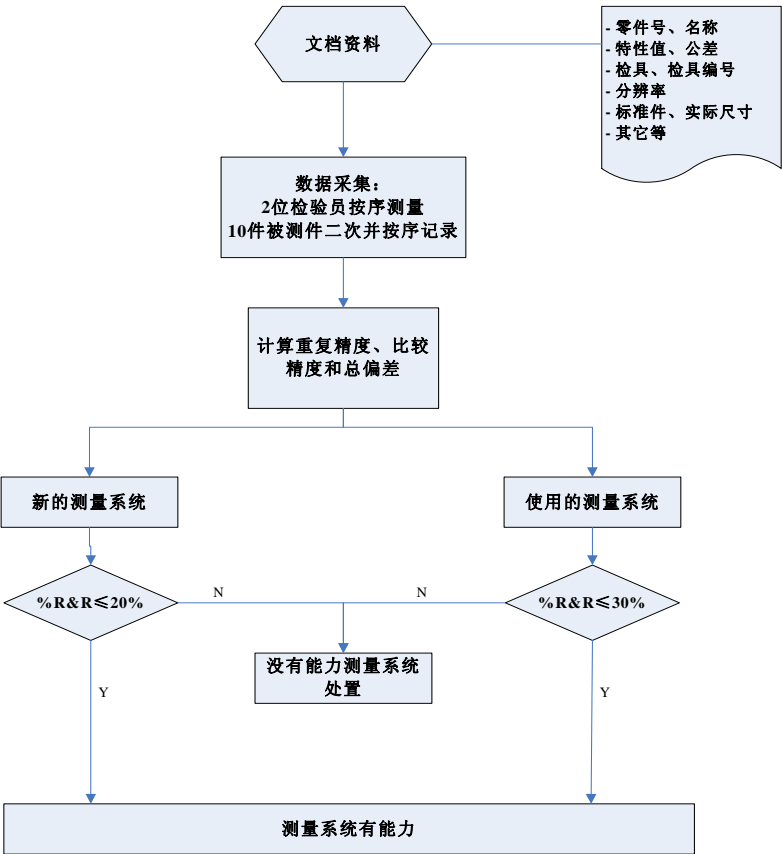 文档资料
- 零件号、名称
- 特性值、公差
- 检具、检具编号
- 分辨率
- 标准件、实际尺寸
- 其它等
数据采集：
2位检验员按序测量
10件被测件二次并按序记录
计算重复精度、比较
精度和总偏差
新的测量系统
使用的测量系统
%R&R≤20%
N
N
%R&R≤30%
没有能力测量系统
处置
Y
Y
测量系统有能力